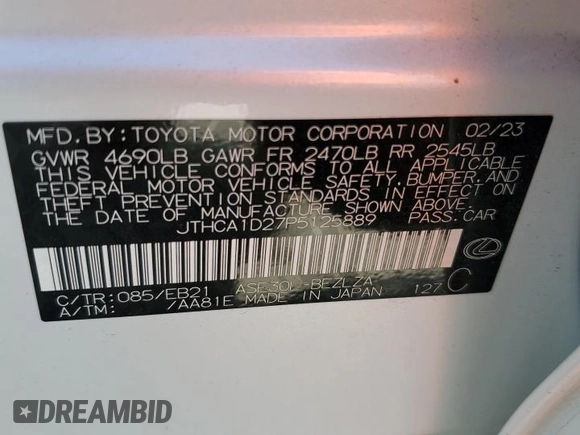 MFD. BY: TOYOTA MOTOR CORPORATION 02/23
GVWR 4690LB GAWR FR 2470LB RR 2545LB
THIS VEHICLE CONFORMS TO ALL APPLICABLE
FEDERAL MOTOR VEHICLE SAFETY, BUMPER, AND
THEFT PREVENTION STANDARDS IN EFFECT ON
THE DATE OF MANUFACTURE SHOWN ABOVE.
JTHCA1D27P5125889 PASS. CAR
C/TR: 085/EB21 ASE30L-BEZLZA 127 C
A/TM: /AA81E MADE IN JAPAN
DREAMBID